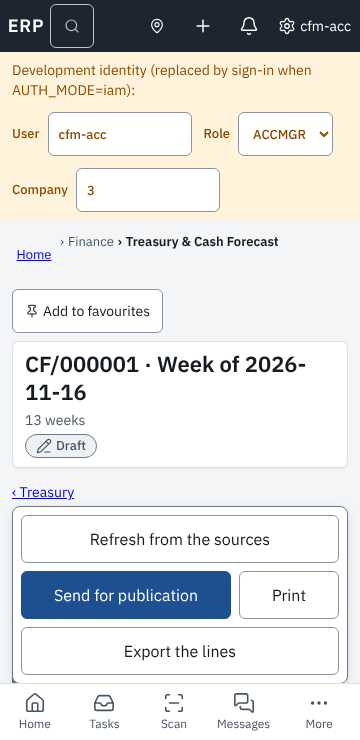 ERP cfm-acc
Development identity (replaced by sign-in when
AUTH_MODE=iam):
User cfm-acc Role ACCMGR
Company 3
Home › Finance › Treasury & Cash Forecast
Add to favourites
CF/000001 · Week of 2026-
11-16
13 weeks
Draft
‹ Treasury
Refresh from the sources
Send for publication Print
Export the lines
Home Tasks Scan Messages More